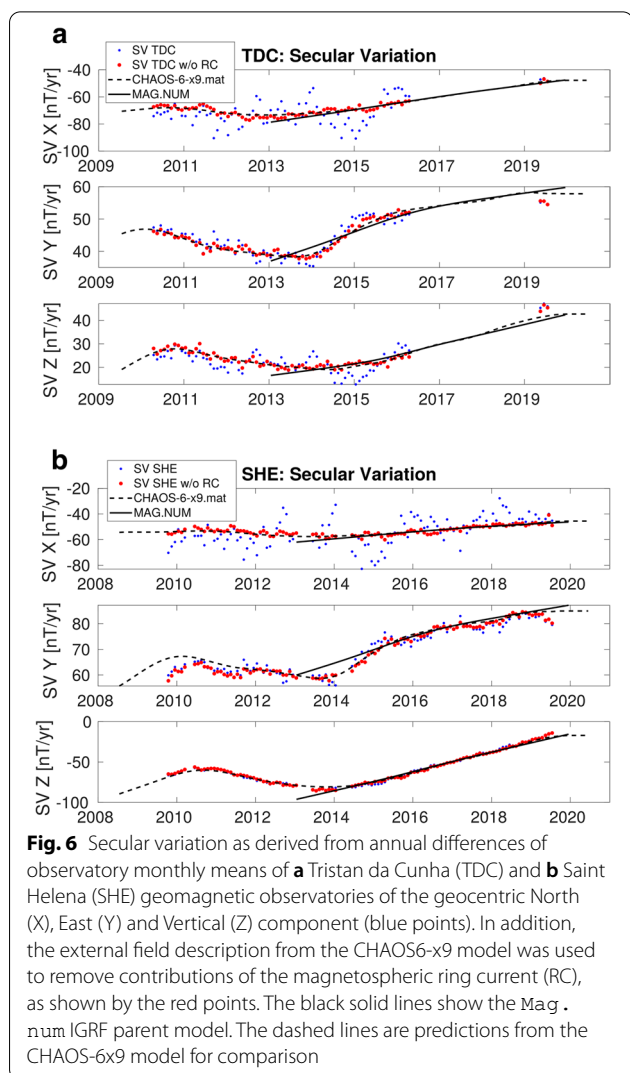 a
TDC: Secular Variation
SV TDC
SV TDC w/o RC
CHAOS-6-x9.mat
MAG.NUM
SV X [nT/yr]
-40
-60
-80
-100
2009 2011 2013 2015 2017 2019
SV Y [nT/yr]
60
50
40
2009 2011 2013 2015 2017 2019
SV Z [nT/yr]
40
30
20
2009 2011 2013 2015 2017 2019
b
SHE: Secular Variation
SV SHE
SV SHE w/o RC
CHAOS-6-x9.mat
MAG.NUM
SV X [nT/yr]
-20
-40
-60
-80
2008 2010 2012 2014 2016 2018 2020
SV Y [nT/yr]
80
70
60
2008 2010 2012 2014 2016 2018 2020
SV Z [nT/yr]
0
-50
-100
2008 2010 2012 2014 2016 2018 2020
Fig. 6 Secular variation as derived from annual differences of
observatory monthly means of a Tristan da Cunha (TDC) and b Saint
Helena (SHE) geomagnetic observatories of the geocentric North
(X), East (Y) and Vertical (Z) component (blue points). In addition,
the external field description from the CHAOS6-x9 model was used
to remove contributions of the magnetospheric ring current (RC),
as shown by the red points. The black solid lines show the Mag.
num IGRF parent model. The dashed lines are predictions from the
CHAOS-6x9 model for comparison